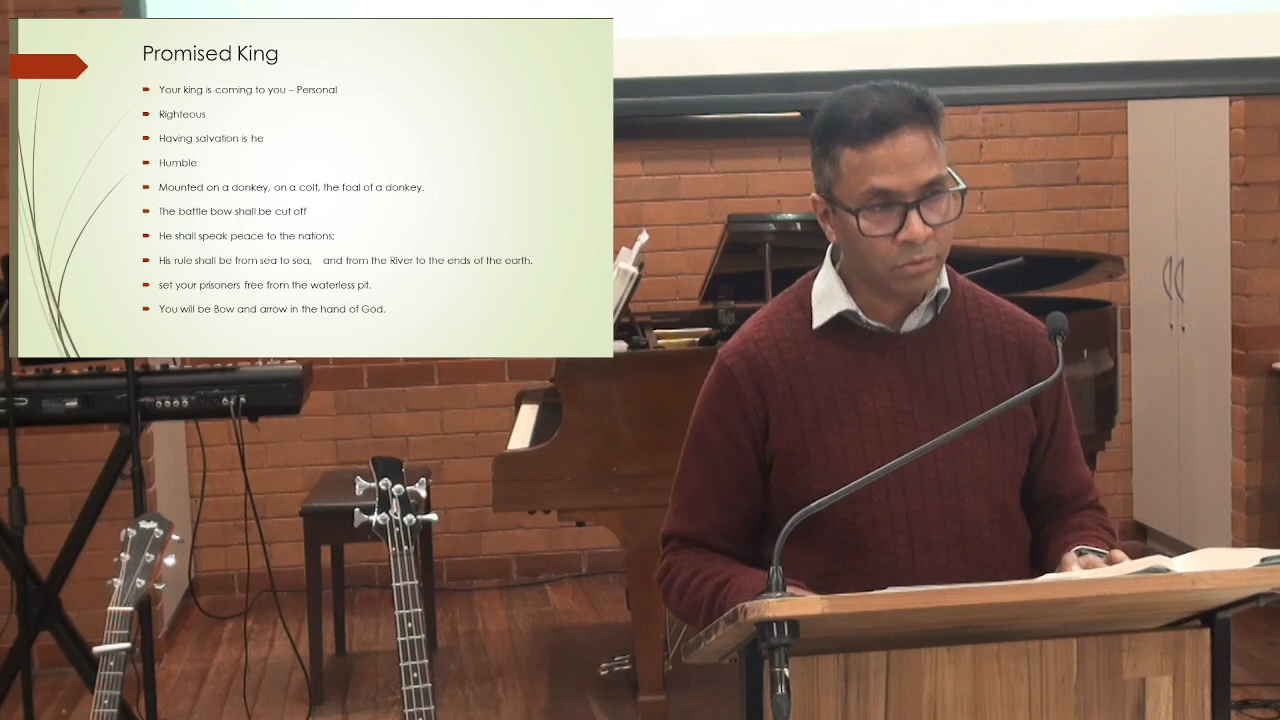 Promised King
Your king is coming to you – Personal
Righteous
Having salvation is he
Humble
Mounted on a donkey, on a colt, the foal of a donkey.
The battle bow shall be cut off
He shall speak peace to the nations;
His rule shall be from sea to sea, and from the River to the ends of the earth.
set your prisoners free from the waterless pit.
You will be Bow and arrow in the hand of God.